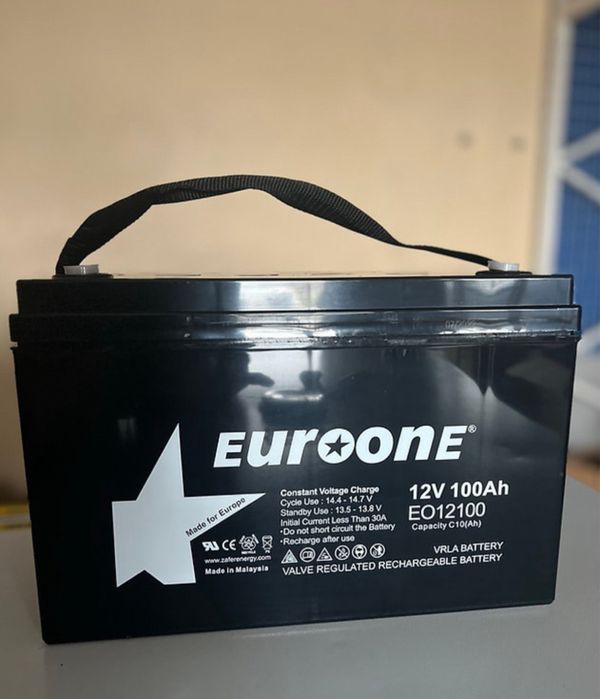 EUROONE®
Made for Europe
Constant Voltage Charge
Cycle Use : 14.4 - 14.7 V
Standby Use : 13.5 - 13.8 V
Initial Current Less Than 30A
•Do not short circuit the Battery
•Recharge after use
12V 100Ah
EO12100
Capacity C10(Ah)
www.zaferenergy.com
Made in Malaysia
VRLA BATTERY
VALVE REGULATED RECHARGEABLE BATTERY